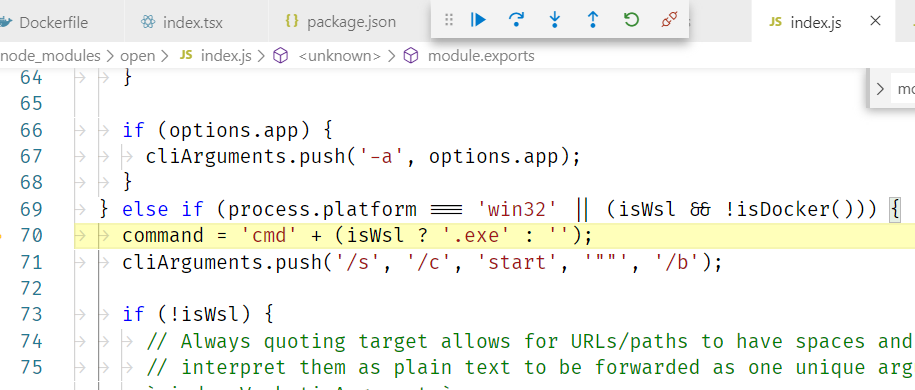 Dockerfile index.tsx package.json JS index.js
node_modules > open > JS index.js > <unknown> > module.exports
64 }
65
66 if (options.app) {
67 cliArguments.push('-a', options.app);
68 }
69 } else if (process.platform === 'win32' || (isWsl && !isDocker())) {
70 command = 'cmd' + (isWsl ? '.exe' : '');
71 cliArguments.push('/s', '/c', 'start', '""', '/b');
72
73 if (!isWsl) {
74 // Always quoting target allows for URLs/paths to have spaces and
75 // interpret them as plain text to be forwarded as one unique arg